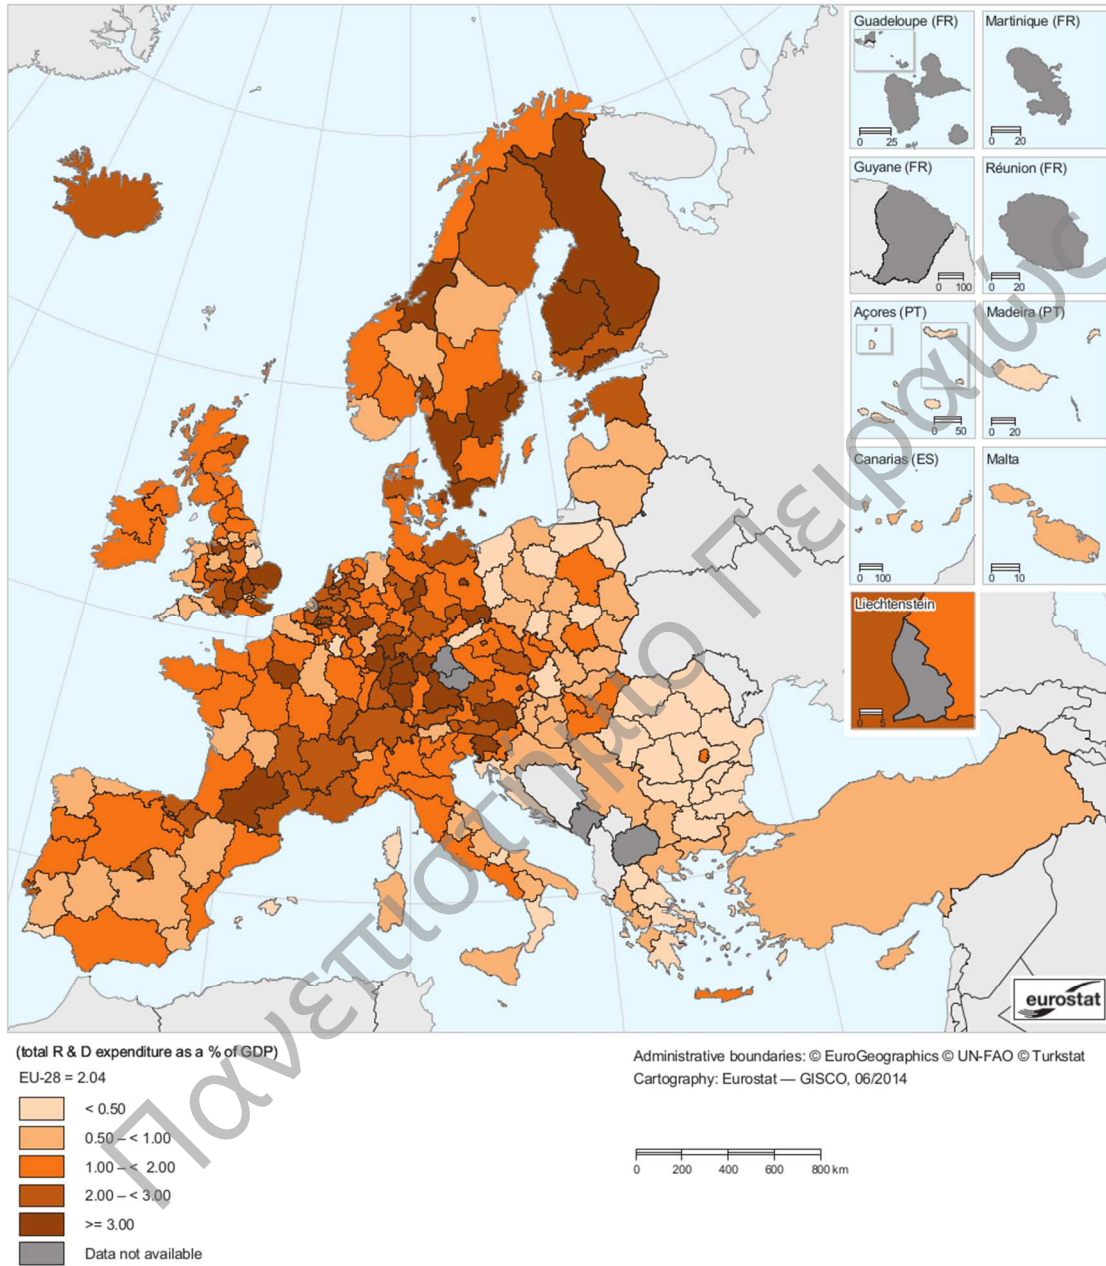 Guadeloupe (FR)
0 25
Martinique (FR)
0 20
Guyane (FR)
0 100
Réunion (FR)
0 20
Açores (PT)
0 50
Madeira (PT)
0 20
Canarias (ES)
0 100
Malta
0 10
Liechtenstein
0 5
eurostat
Πανεπιστήμιο Πειραιώς
(total R & D expenditure as a % of GDP)
EU-28 = 2.04
< 0.50
0.50 – < 1.00
1.00 – < 2.00
2.00 – < 3.00
>= 3.00
Data not available
Administrative boundaries: © EuroGeographics © UN-FAO © Turkstat
Cartography: Eurostat — GISCO, 06/2014
0 200 400 600 800 km